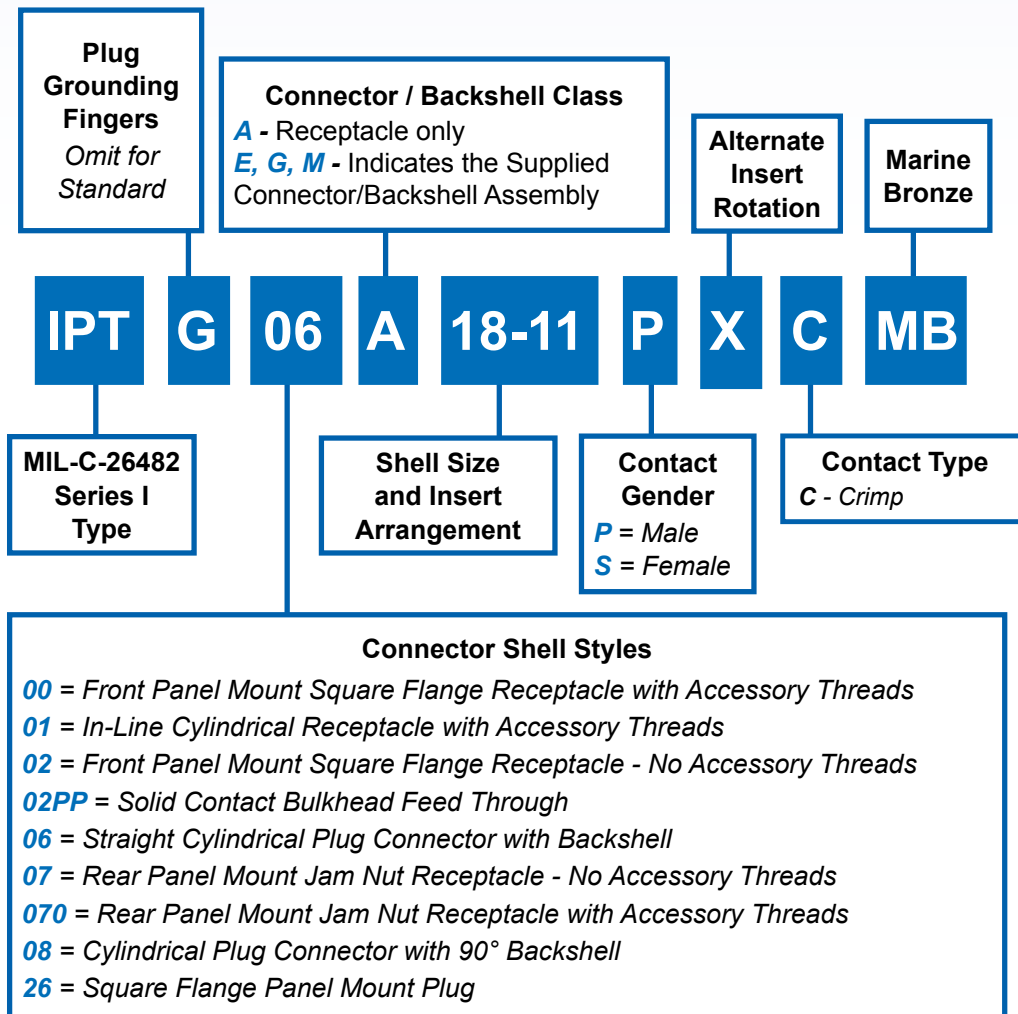 Plug
Grounding
Fingers
Omit for
Standard
Connector / Backshell Class
A - Receptacle only
E, G, M - Indicates the Supplied
Connector/Backshell Assembly
Alternate
Insert
Rotation
Marine
Bronze
IPT G 06 A 18-11 P X C MB
MIL-C-26482
Series I
Type
Shell Size
and Insert
Arrangement
Contact
Gender
P = Male
S = Female
Contact Type
C - Crimp
Connector Shell Styles
00 = Front Panel Mount Square Flange Receptacle with Accessory Threads
01 = In-Line Cylindrical Receptacle with Accessory Threads
02 = Front Panel Mount Square Flange Receptacle - No Accessory Threads
02PP = Solid Contact Bulkhead Feed Through
06 = Straight Cylindrical Plug Connector with Backshell
07 = Rear Panel Mount Jam Nut Receptacle - No Accessory Threads
070 = Rear Panel Mount Jam Nut Receptacle with Accessory Threads
08 = Cylindrical Plug Connector with 90° Backshell
26 = Square Flange Panel Mount Plug